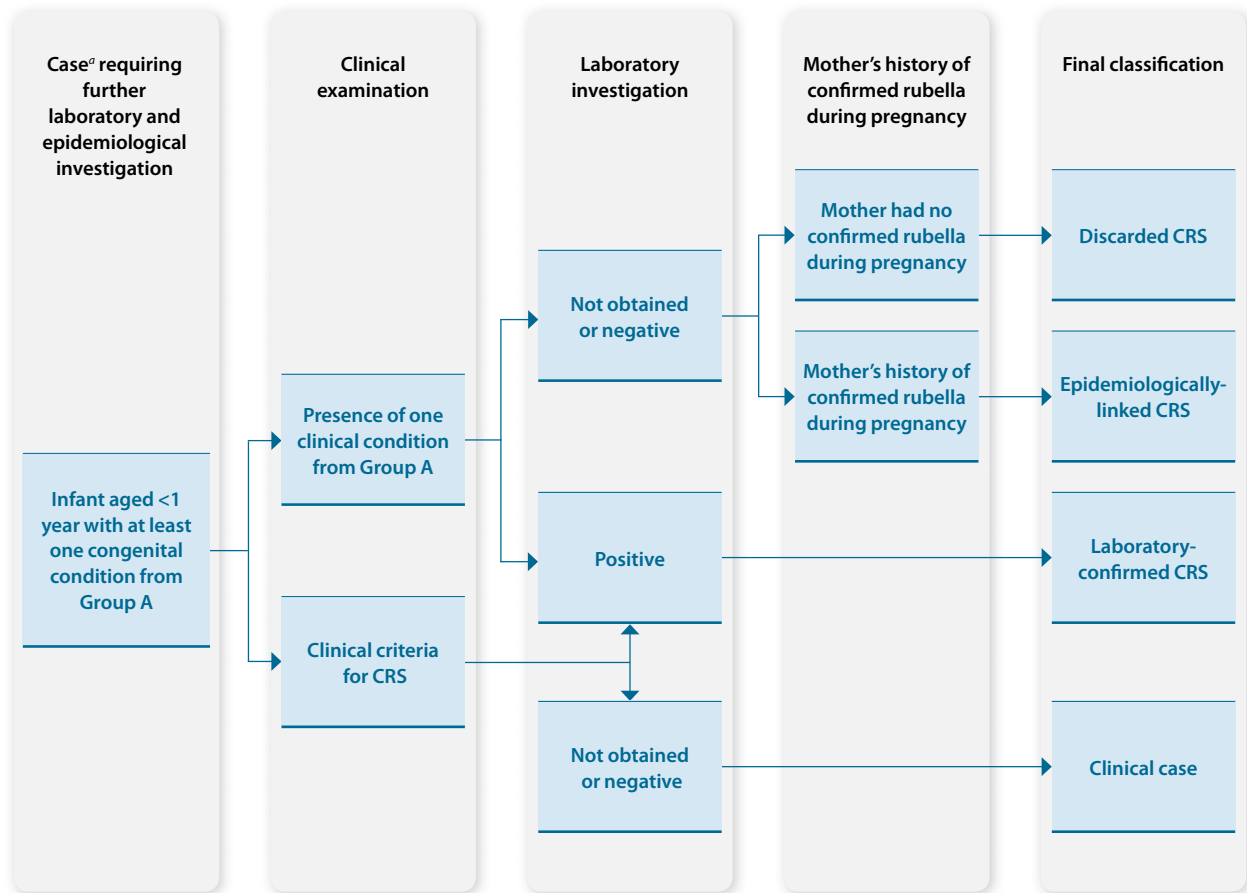 Caseᵃ requiring
further
laboratory and
epidemiological
investigation
Clinical
examination
Laboratory
investigation
Mother’s history of
confirmed rubella
during pregnancy
Final classification
Infant aged <1
year with at least
one congenital
condition from
Group A
Presence of one
clinical condition
from Group A
Clinical criteria
for CRS
Not obtained
or negative
Positive
Not obtained
or negative
Mother had no
confirmed rubella
during pregnancy
Mother’s history of
confirmed rubella
during pregnancy
Discarded CRS
Epidemiologically-
linked CRS
Laboratory-
confirmed CRS
Clinical case